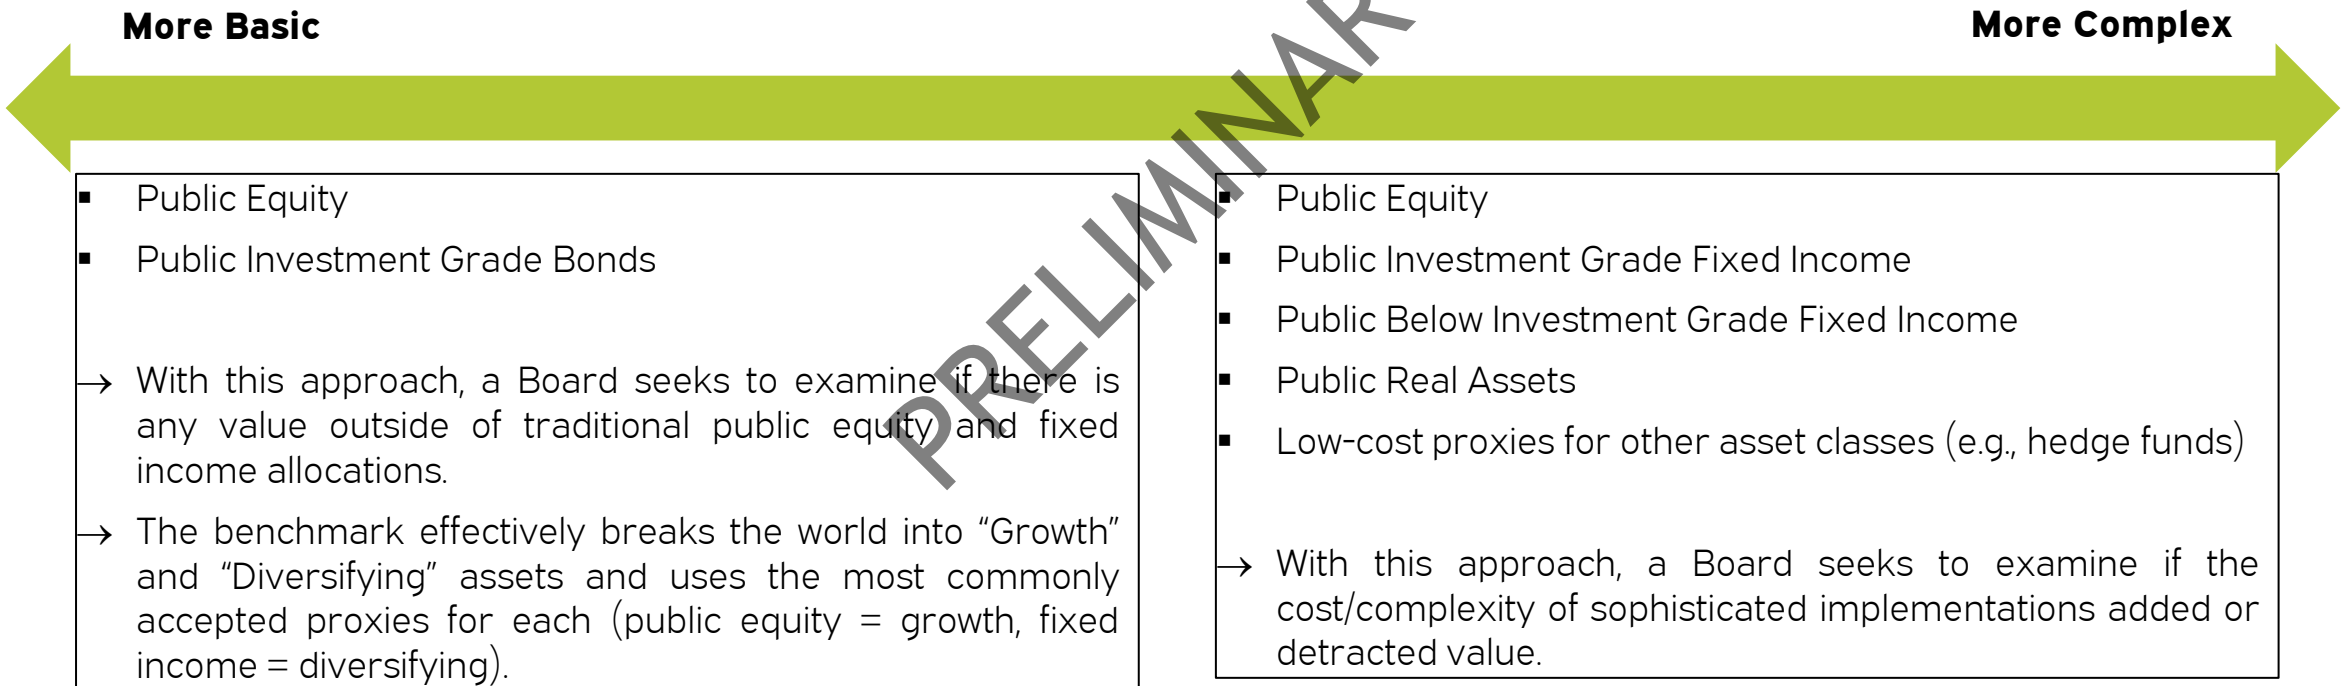 More Basic
More Complex
▪ Public Equity
▪ Public Investment Grade Bonds
→ With this approach, a Board seeks to examine if there is
any value outside of traditional public equity and fixed
income allocations.
→ The benchmark effectively breaks the world into “Growth”
and “Diversifying” assets and uses the most commonly
accepted proxies for each (public equity = growth, fixed
income = diversifying).
▪ Public Equity
▪ Public Investment Grade Fixed Income
▪ Public Below Investment Grade Fixed Income
▪ Public Real Assets
▪ Low-cost proxies for other asset classes (e.g., hedge funds)
→ With this approach, a Board seeks to examine if the
cost/complexity of sophisticated implementations added or
detracted value.
PRELIMINAR